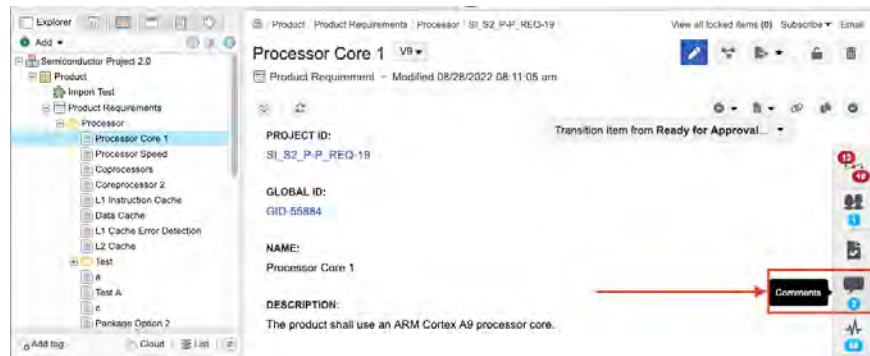 Explorer
Add
Semiconductor Project 2.0
Product
Import Test
Product Requirements
Processor
Processor Core 1
Processor Speed
Coprocessors
Coreprocessor 2
L1 Instruction Cache
Data Cache
L1 Cache Error Detection
L2 Cache
Test
a
Test A
c
Package Option 2
Add tag Cloud List
Product Product Requirements Processor SI_S2_P-P_REQ-19 View all locked items (0) Subscribe Email
Processor Core 1 V9
Product Requirement - Modified 08/28/2022 08:11:05 am
Transition item from Ready for Approval...
PROJECT ID:
SI_S2_P-P_REQ-19
GLOBAL ID:
GID-55884
NAME:
Processor Core 1
DESCRIPTION:
The product shall use an ARM Cortex A9 processor core.
Comments
1
2